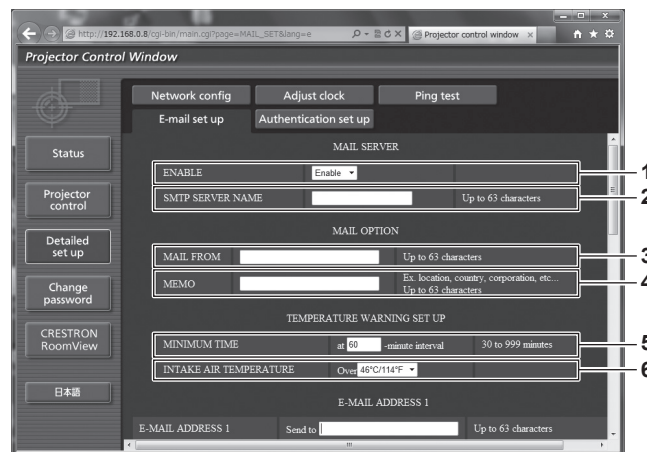 http://192.168.0.8/cgi-bin/main.cgi?page=MAIL_SET&lang=e
Projector control window
Projector Control Window
Network config
Adjust clock
Ping test
E-mail set up
Authentication set up
Status
Projector control
Detailed set up
Change password
CRESTRON RoomView
日本語
MAIL SERVER
ENABLE Enable 1
SMTP SERVER NAME Up to 63 characters 2
MAIL OPTION
MAIL FROM Up to 63 characters 3
MEMO Ex. location, country, corporation, etc...
Up to 63 characters 4
TEMPERATURE WARNING SET UP
MINIMUM TIME at 60 -minute interval 30 to 999 minutes 5
INTAKE AIR TEMPERATURE Over 46°C/114°F 6
E-MAIL ADDRESS 1
E-MAIL ADDRESS 1 Send to Up to 63 characters